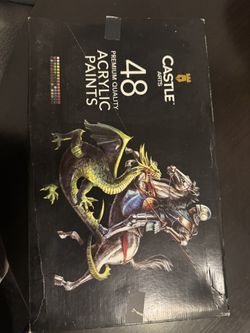 CASTLE
ARTS
48
PREMIUM QUALITY
ACRYLIC
PAINTS